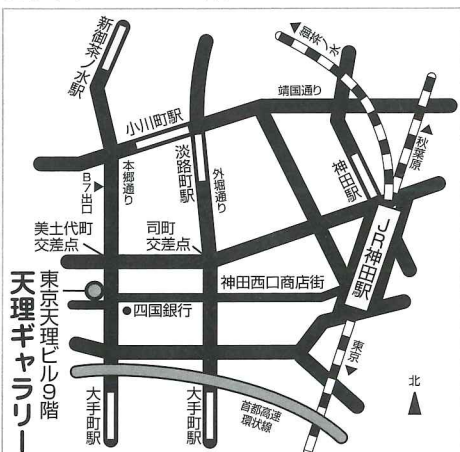 新御茶ノ水駅
御茶ノ水
靖国通り
小川町駅
秋葉原
淡路町駅
神田駅
本郷通り
外堀通り
B7出口
美土代町
交差点
司町
交差点
JR神田駅
神田西口商店街
四国銀行
東京天理ビル9階
天理ギャラリー
東京
北
大手町駅
大手町駅
首都高速
環状線